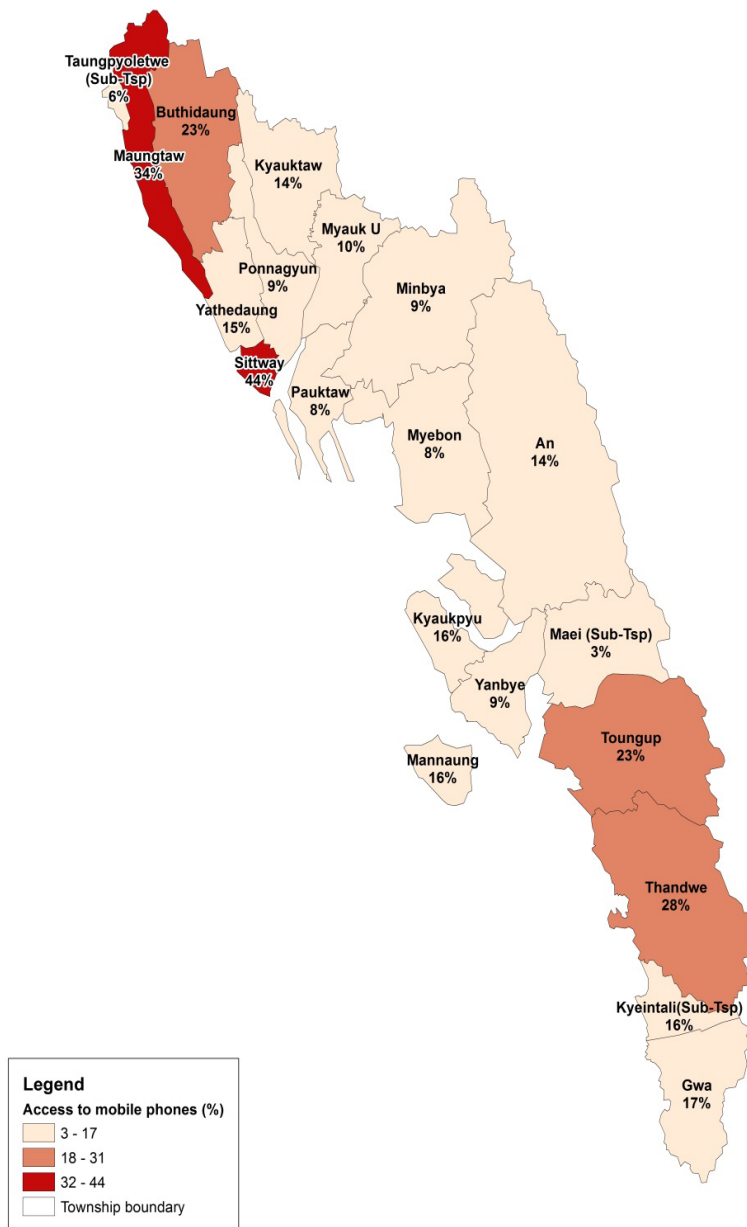 Taungpyoletwe
(Sub-Tsp)
6%
Buthidaung
23%
Maungtaw
34%
Kyauktaw
14%
Myauk U
10%
Ponnagyun
9%
Minbya
9%
Yathedaung
15%
Sittway
44%
Pauktaw
8%
Myebon
8%
An
14%
Kyaukpyu
16%
Maei (Sub-Tsp)
3%
Yanbye
9%
Toungup
23%
Mannaung
16%
Thandwe
28%
Kyeintali(Sub-Tsp)
16%
Gwa
17%
Legend
Access to mobile phones (%)
3 - 17
18 - 31
32 - 44
Township boundary